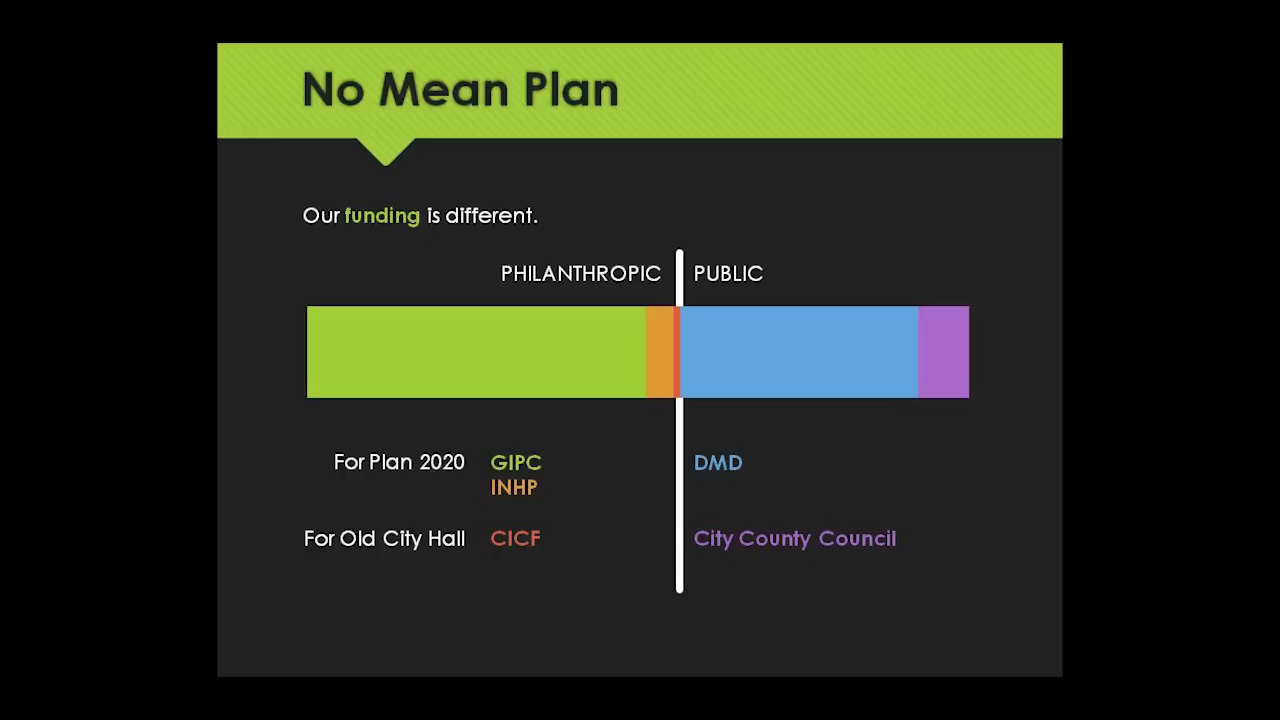 No Mean Plan
Our funding is different.
PHILANTHROPIC PUBLIC
For Plan 2020 GIPC DMD
INHP
For Old City Hall CICF City County Council